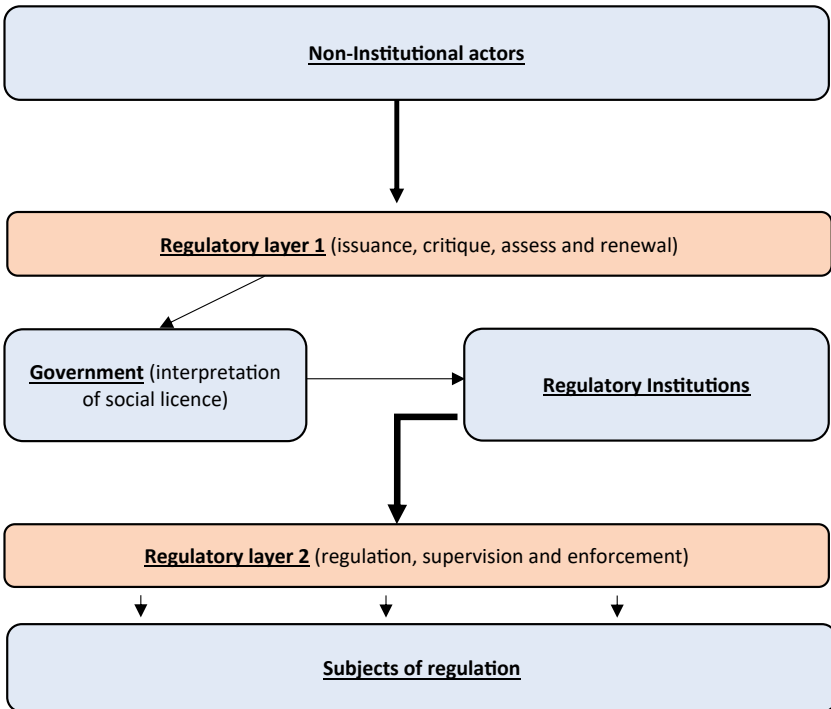 Non-Institutional actors
Regulatory layer 1 (issuance, critique, assess and renewal)
Government (interpretation
of social licence)
Regulatory Institutions
Regulatory layer 2 (regulation, supervision and enforcement)
Subjects of regulation